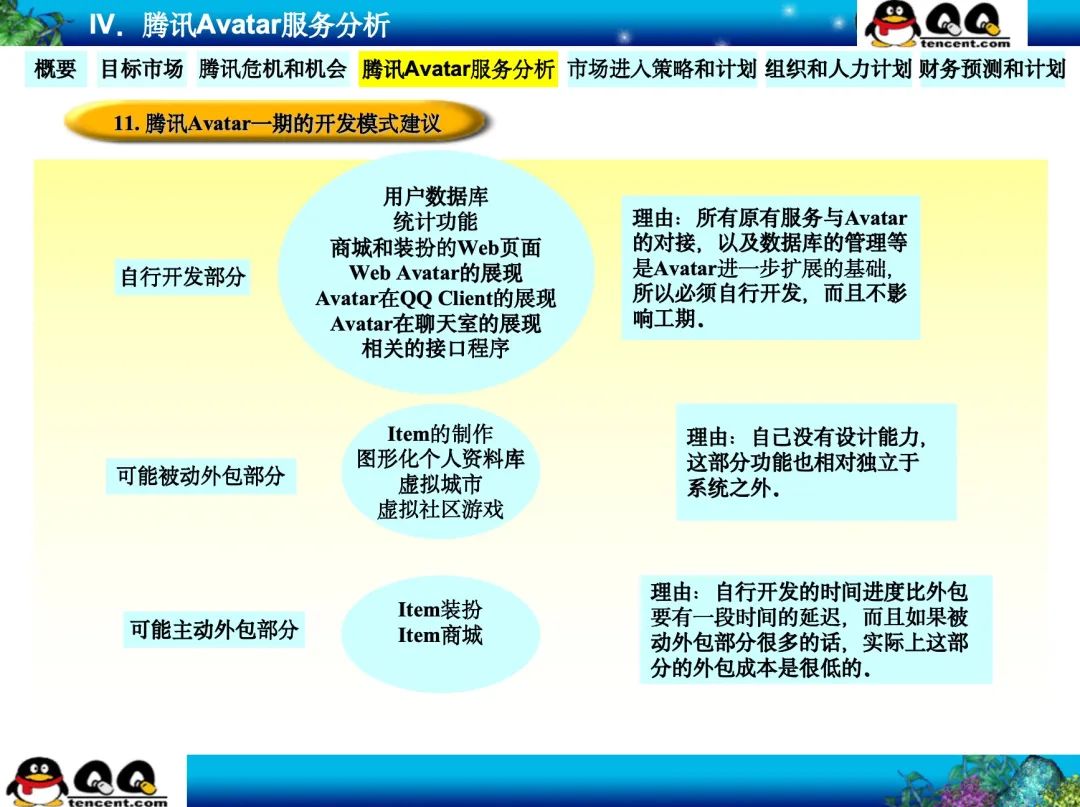 IV. 腾讯Avatar服务分析
QQ
tencent.com
概要 目标市场 腾讯危机和机会 腾讯Avatar服务分析 市场进入策略和计划 组织和人力计划 财务预测和计划
11. 腾讯Avatar一期的开发模式建议
自行开发部分
用户数据库
统计功能
商城和装扮的Web页面
Web Avatar的展现
Avatar在QQ Client的展现
Avatar在聊天室的展现
相关的接口程序
理由：所有原有服务与Avatar
的对接，以及数据库的管理等
是Avatar进一步扩展的基础，
所以必须自行开发，而且不影
响工期。
可能被动外包部分
Item的制作
图形化个人资料库
虚拟城市
虚拟社区游戏
理由：自己没有设计能力，
这部分功能也相对独立于
系统之外。
可能主动外包部分
Item装扮
Item商城
理由：自行开发的时间进度比外包
要有一段时间的延迟，而且如果被
动外包部分很多的话，实际上这部
分的外包成本是很低的。
QQ
tencent.com